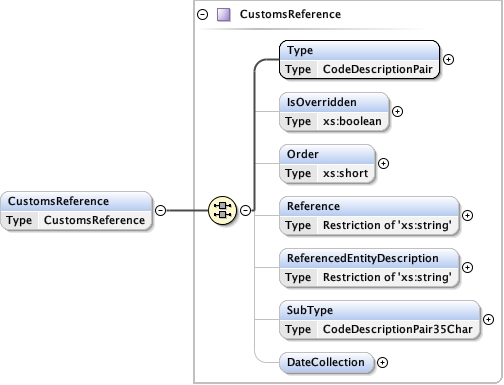 CustomsReference
Type
Type CodeDescriptionPair
IsOverridden
Type xs:boolean
Order
Type xs:short
CustomsReference
Type CustomsReference
Reference
Type Restriction of 'xs:string'
ReferencedEntityDescription
Type Restriction of 'xs:string'
SubType
Type CodeDescriptionPair35Char
DateCollection